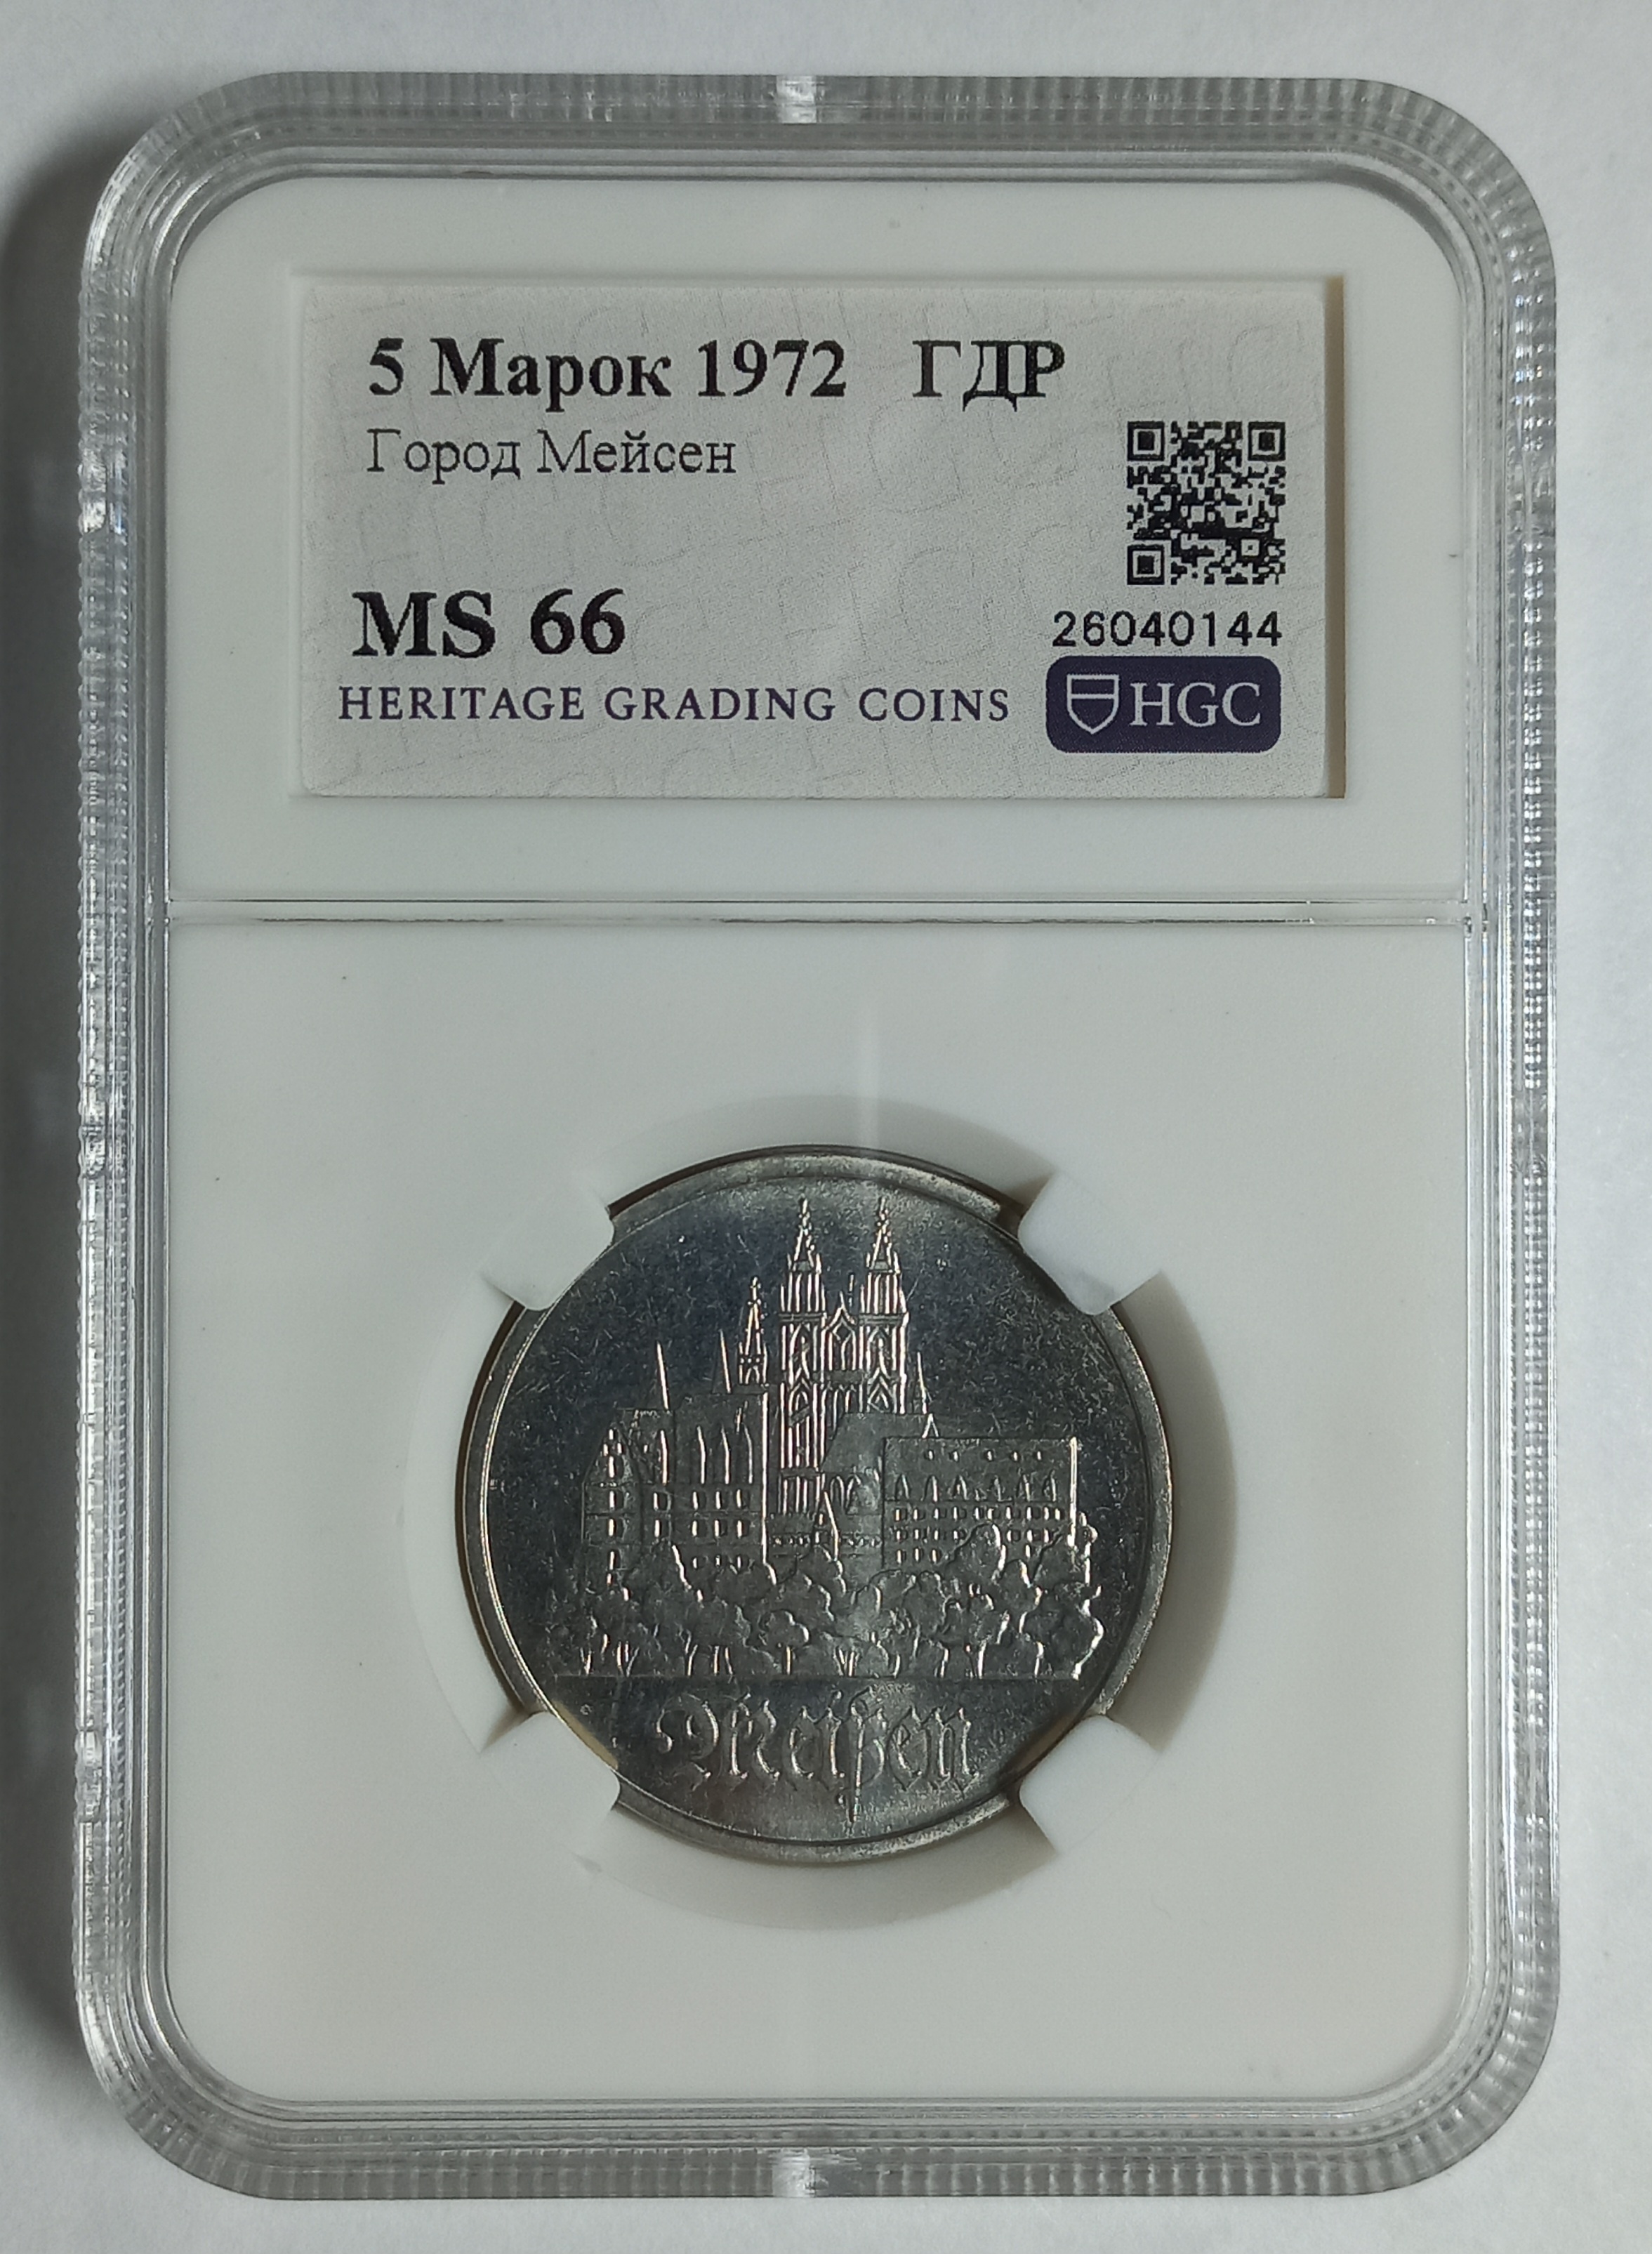 5 Марок 1972 ГДР
Город Мейсен
MS 66
26040144
HERITAGE GRADING COINS HGC
Meißen